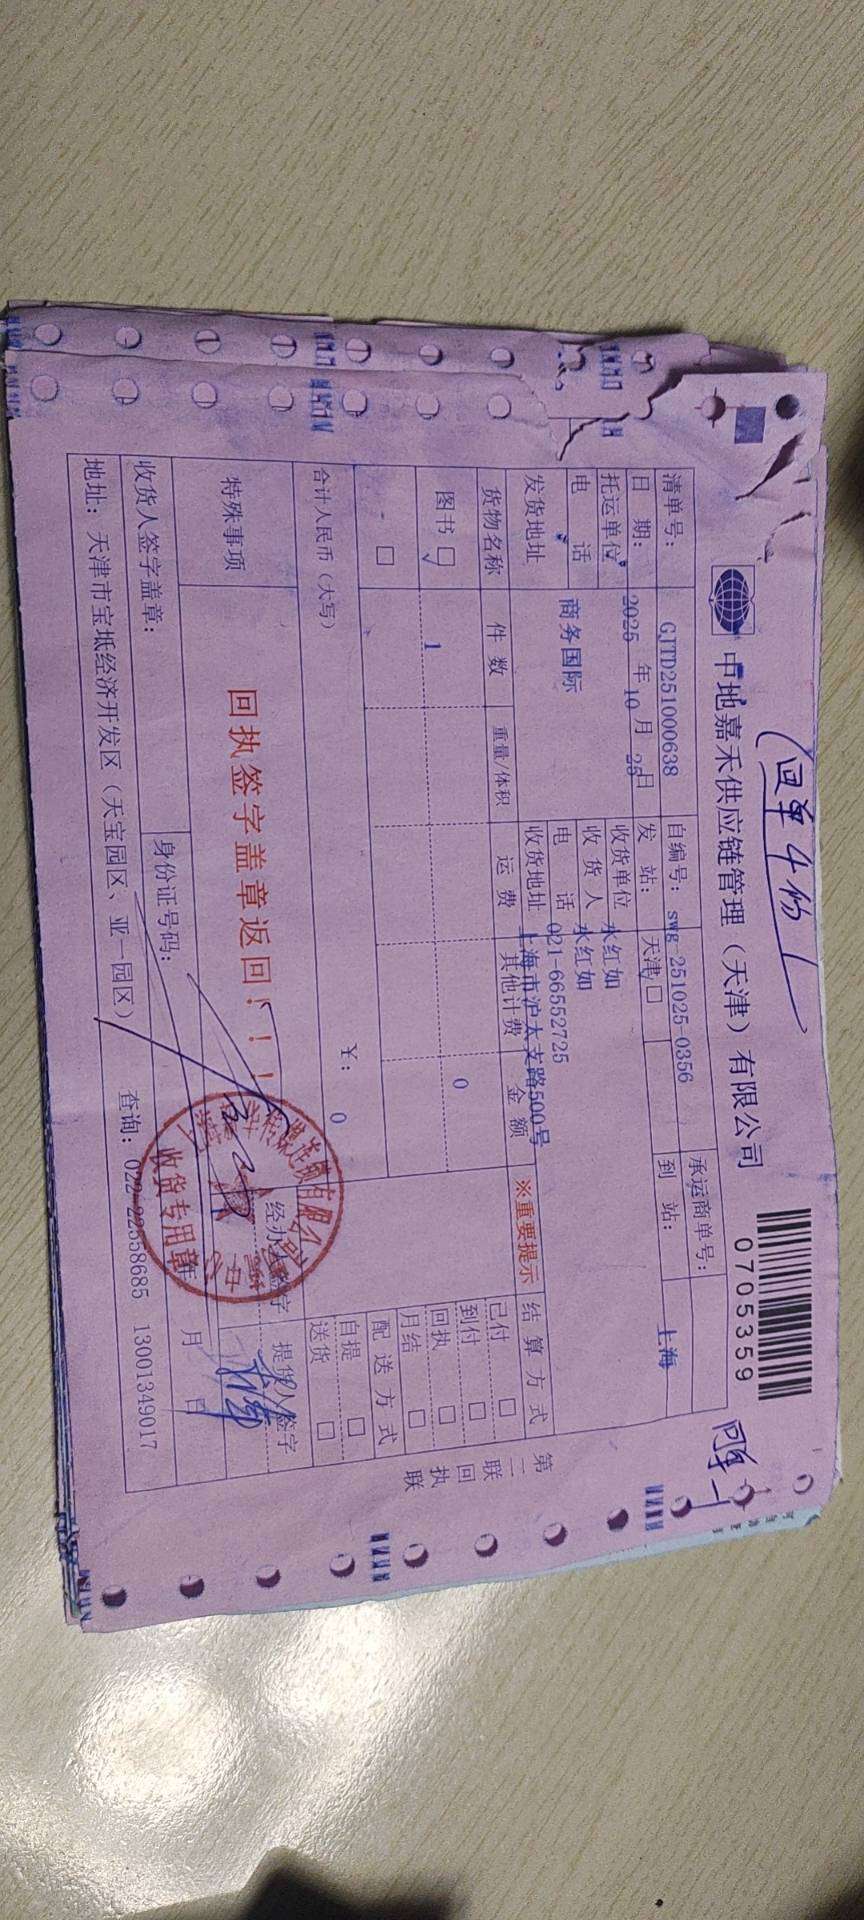 (回单4份)
中地嘉禾供应链管理（天津）有限公司
0705359
回单
清单号： GJTD251000638 自编号： swg-251025-0356 承运商单号：
日 期： 2025 年 10 月 25 日 发 站： 天津 □ 到 站： 上海
托运单位 收货单位 水红如
电 话 收 货 人 水红如
发货地址 商务国际 电 话 021-66552725
收货地址 上海市沪太支路500号
货物名称 件 数 重量/体积 运 费 其他计费 金 额 ※重要提示 结 算 方 式
图书 □ ✓ 1 0
□
已付 □
到付 □
回执 □
月结 □
配 送 方 式
自提 □
送货 □
合计人民币（大写） ￥： 0
特殊事项 回执签字盖章返回！！！ 经办人签字 提货人签字
收货人签字盖章： 身份证号码： 年 月 日
收货专用章
地址：天津市宝坻经济开发区（天宝园区、亚一园区） 查询：022-22558685 13001349017
第二联 回执联